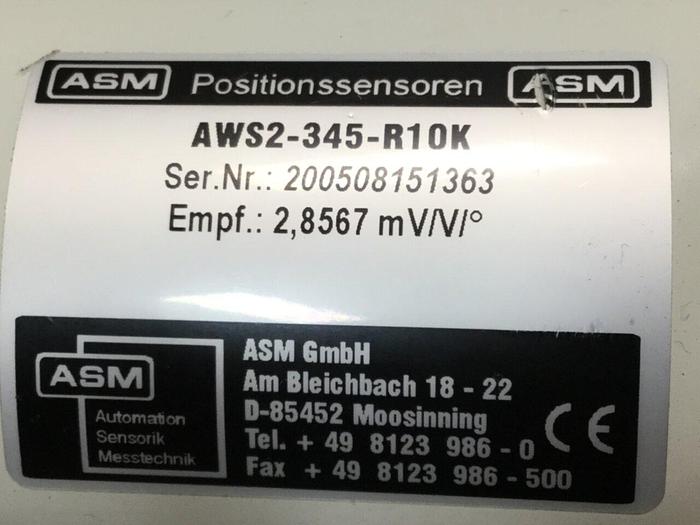 ASM Positionssensoren ASM
AWS2-345-R10K
Ser.Nr.: 200508151363
Empf.: 2,8567 mV/V/°
ASM
Automation
Sensorik
Messtechnik
ASM GmbH
Am Bleichbach 18 - 22
D-85452 Moosinning
Tel. + 49 8123 986 - 0
Fax + 49 8123 986 - 500
CE